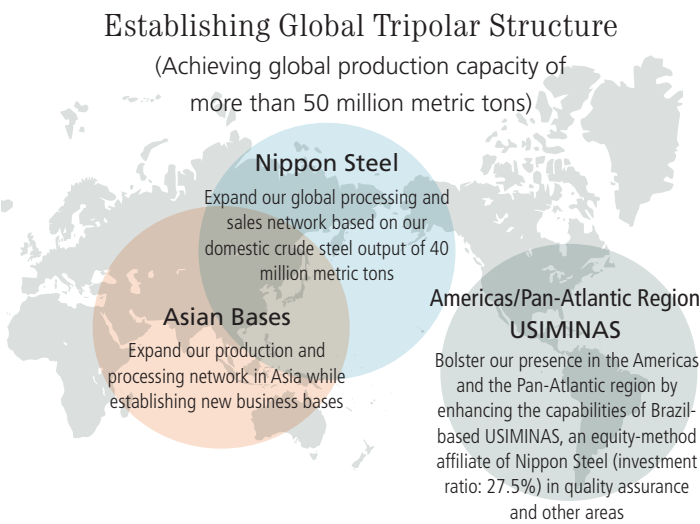 Establishing Global Tripolar Structure
(Achieving global production capacity of
more than 50 million metric tons)
Nippon Steel
Expand our global processing and
sales network based on our
domestic crude steel output of 40
million metric tons
Asian Bases
Expand our production and
processing network in Asia while
establishing new business bases
Americas/Pan-Atlantic Region
USIMINAS
Bolster our presence in the Americas
and the Pan-Atlantic region by
enhancing the capabilities of Brazil-
based USIMINAS, an equity-method
affiliate of Nippon Steel (investment
ratio: 27.5%) in quality assurance
and other areas